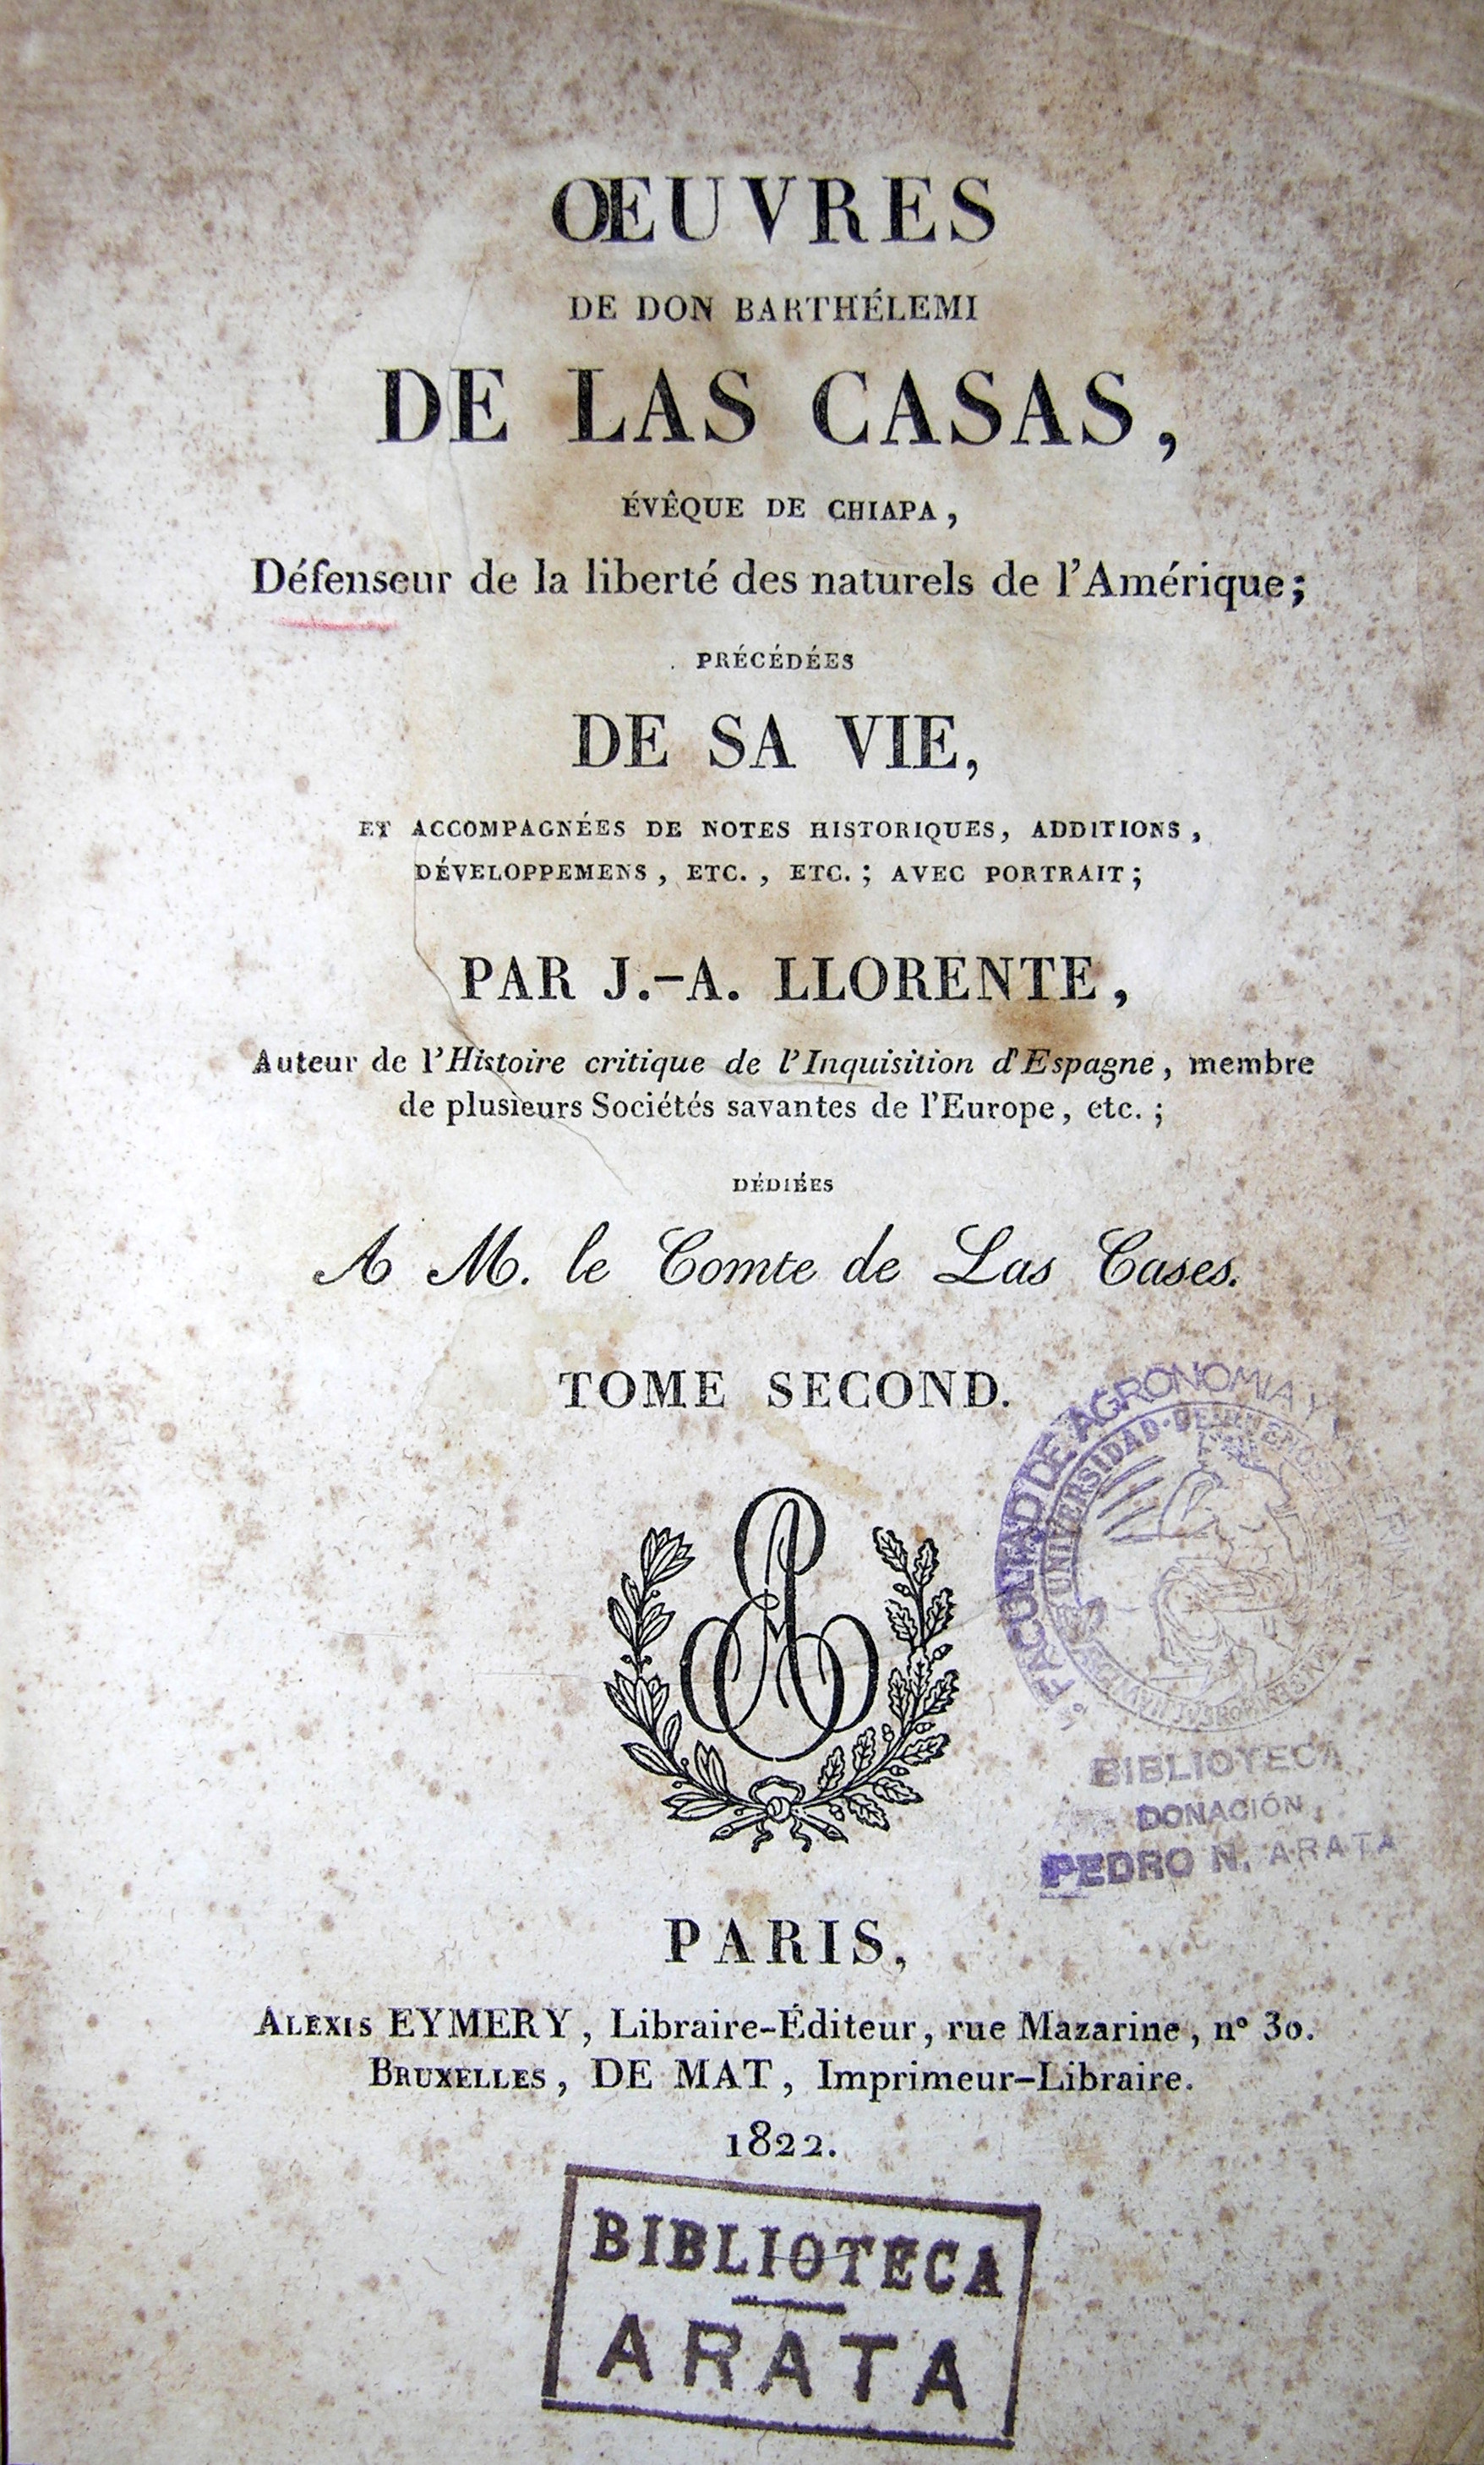 ŒUVRES
DE DON BARTHÉLEMI
DE LAS CASAS,
ÉVÊQUE DE CHIAPA,
Défenseur de la liberté des naturels de l'Amérique;
PRÉCÉDÉES
DE SA VIE,
ET ACCOMPAGNÉES DE NOTES HISTORIQUES, ADDITIONS,
DÉVELOPPEMENS, ETC., ETC.; AVEC PORTRAIT;
PAR J.-A. LLORENTE,
Auteur de l'Histoire critique de l'Inquisition d'Espagne, membre
de plusieurs Sociétés savantes de l'Europe, etc.;
DÉDIÉES
A M. le Comte de Las Cases.
TOME SECOND.
FACULTAD DE AGRONOMIA Y
UNIVERSIDAD DE BUENOS
BIBLIOTECA
DONACIÓN
PEDRO N. ARATA
PARIS,
ALEXIS EYMERY, Libraire-Éditeur, rue Mazarine, n° 30.
BRUXELLES, DE MAT, Imprimeur-Libraire.
1822.
BIBLIOTECA
ARATA